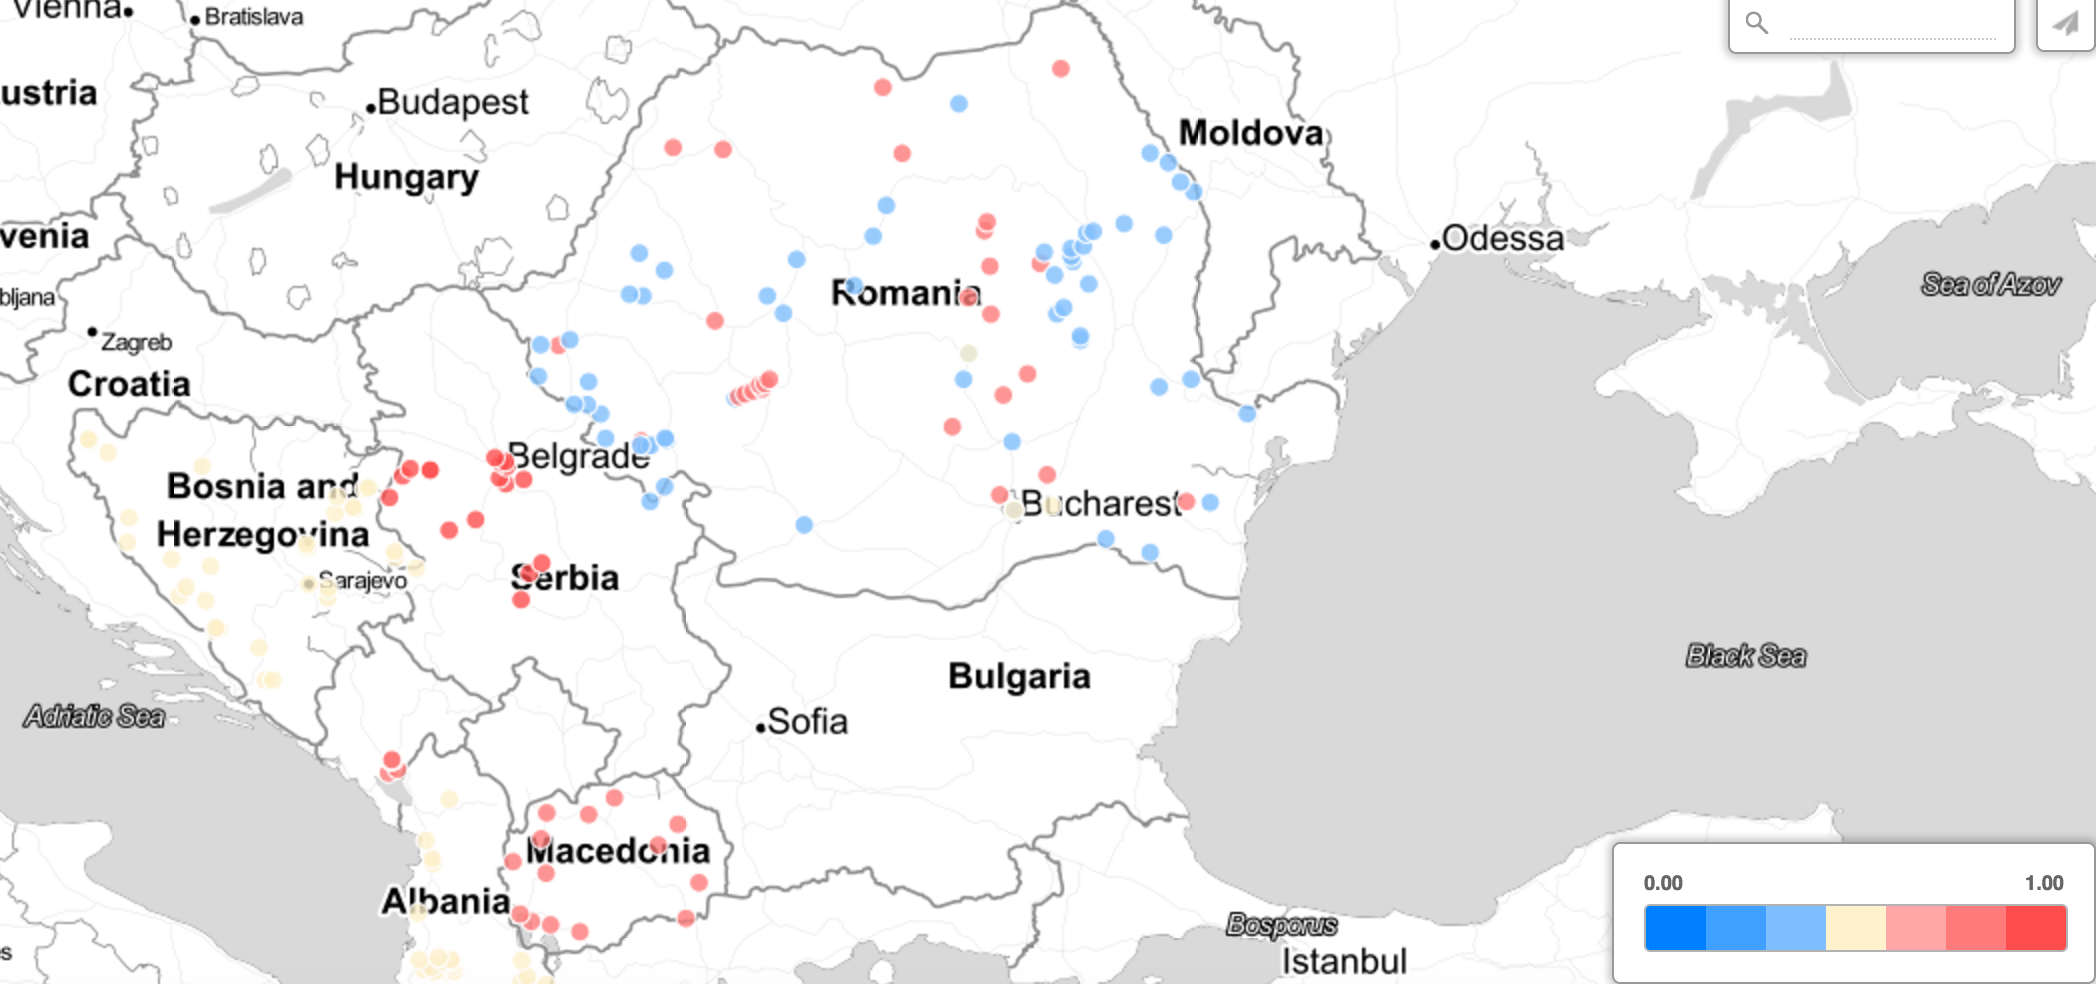 Vienna
Bratislava
ustria
Budapest
Moldova
Hungary
venia
Odessa
Sea of Azov
bljana
Romania
Zagreb
Croatia
Belgrade
Bosnia and
Herzegovina
Bucharest
Sarajevo
Serbia
Black Sea
Bulgaria
Adriatic Sea
Sofia
Macedonia
0.00 1.00
Albania
Bosporus
s
Istanbul